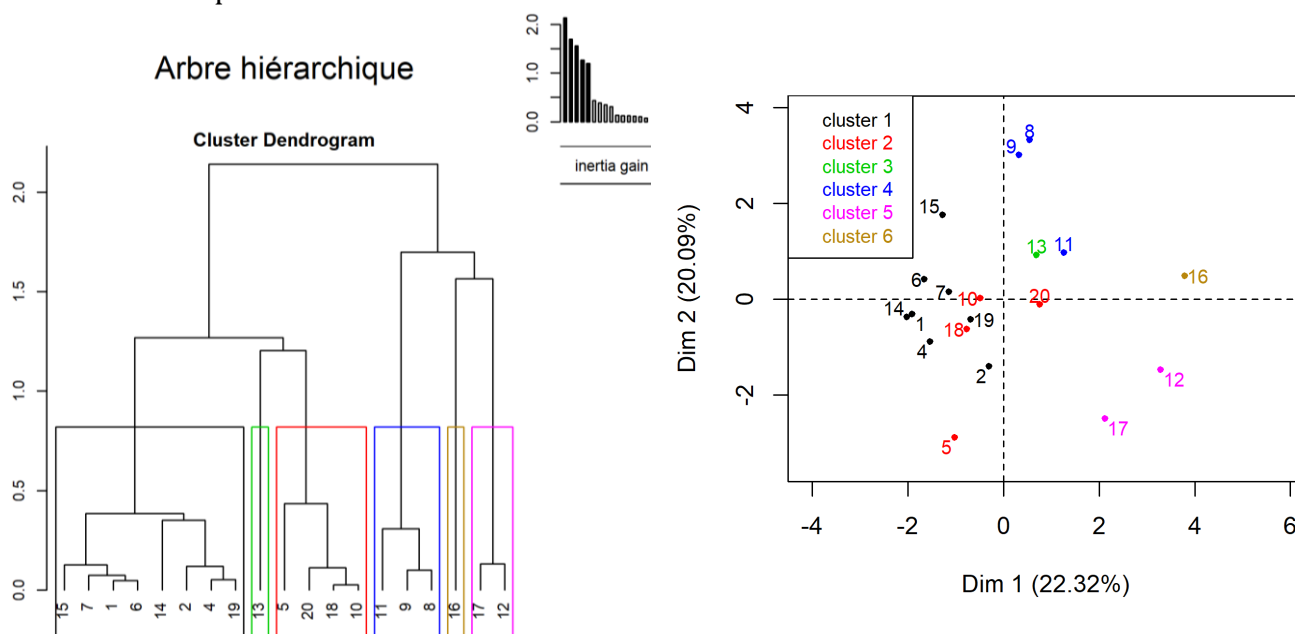 Arbre hiérarchique
2.0
1.0
0.0
inertia gain
Cluster Dendrogram
2.0
1.5
1.0
0.5
0.0
15 7 1 6 14 2 4 19 13 5 20 18 10 11 9 8 16 17 12
cluster 1
cluster 2
cluster 3
cluster 4
cluster 5
cluster 6
4
2
0
-2
Dim 2 (20.09%)
8
9
15
13 11
16
6
7
10 20
14
1
19
18
4
2
12
17
5
-4 -2 0 2 4 6
Dim 1 (22.32%)